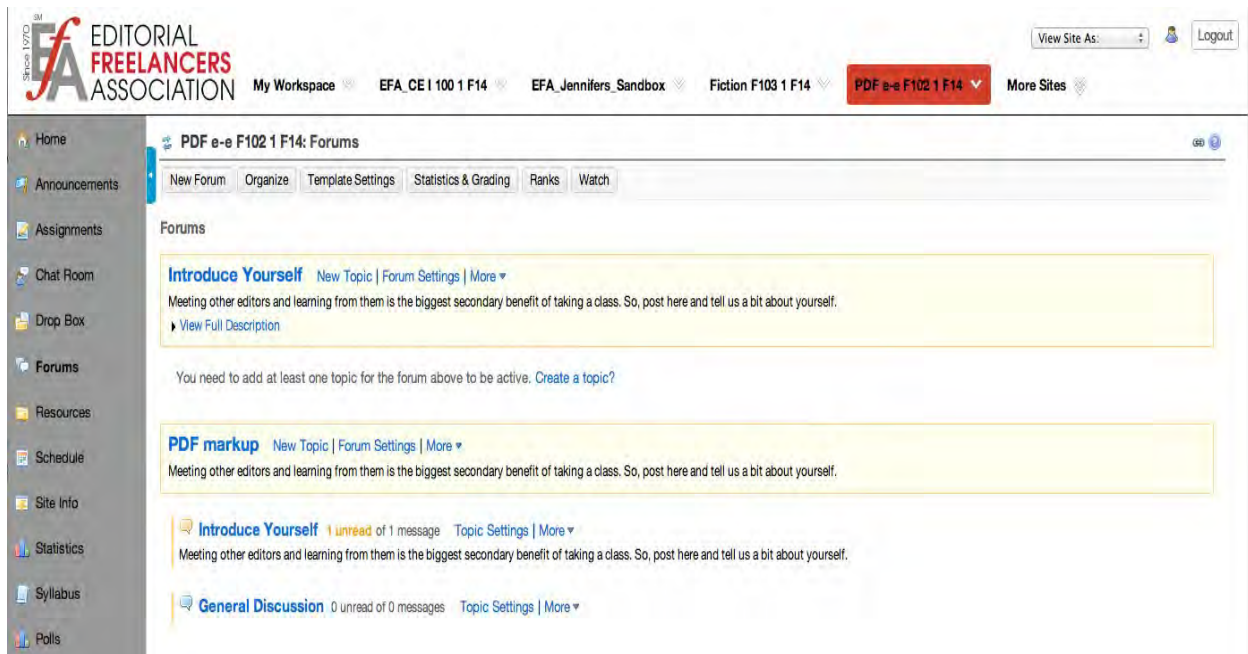 Since 1970
SM
EFA
EDITORIAL
FREELANCERS
ASSOCIATION
View Site As:
Logout
My Workspace
EFA_CE I 100 1 F14
EFA_Jennifers_Sandbox
Fiction F103 1 F14
PDF e-e F102 1 F14
More Sites
Home
Announcements
Assignments
Chat Room
Drop Box
Forums
Resources
Schedule
Site Info
Statistics
Syllabus
Polls
PDF e-e F102 1 F14: Forums
New Forum Organize Template Settings Statistics & Grading Ranks Watch
Forums
Introduce Yourself New Topic | Forum Settings | More
Meeting other editors and learning from them is the biggest secondary benefit of taking a class. So, post here and tell us a bit about yourself.
View Full Description
You need to add at least one topic for the forum above to be active. Create a topic?
PDF markup New Topic | Forum Settings | More
Meeting other editors and learning from them is the biggest secondary benefit of taking a class. So, post here and tell us a bit about yourself.
Introduce Yourself 1 unread of 1 message Topic Settings | More
Meeting other editors and learning from them is the biggest secondary benefit of taking a class. So, post here and tell us a bit about yourself.
General Discussion 0 unread of 0 messages Topic Settings | More